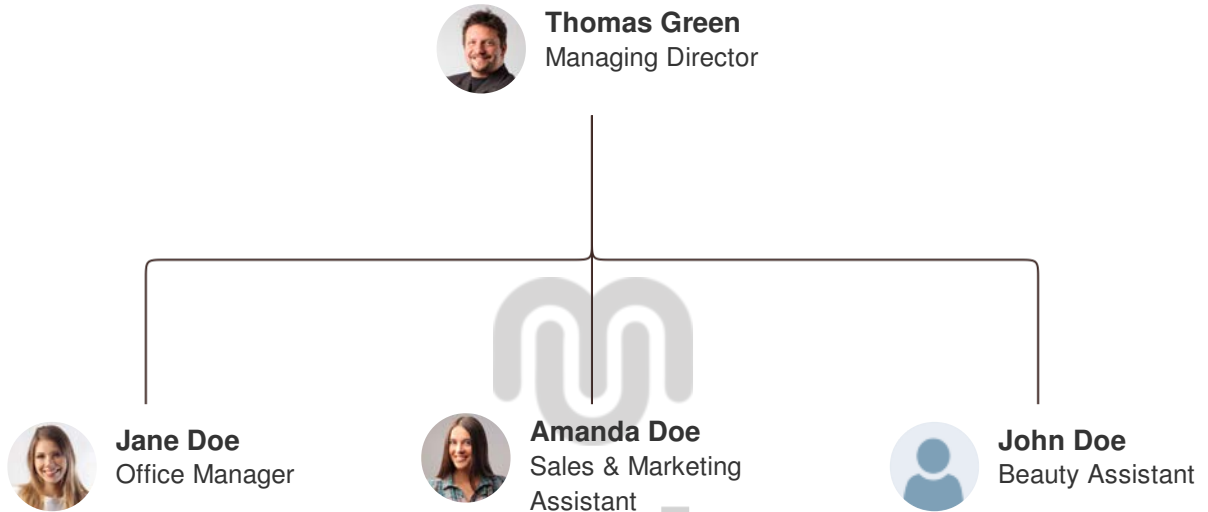 Thomas Green
Managing Director
Jane Doe
Office Manager
Amanda Doe
Sales & Marketing
Assistant
John Doe
Beauty Assistant